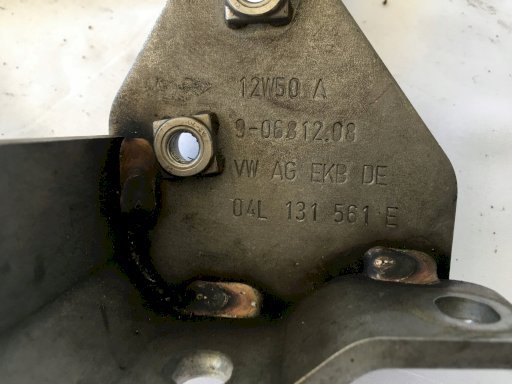 12W50 A
9-06812.08
VW AG EKB DE
04L 131 561 E